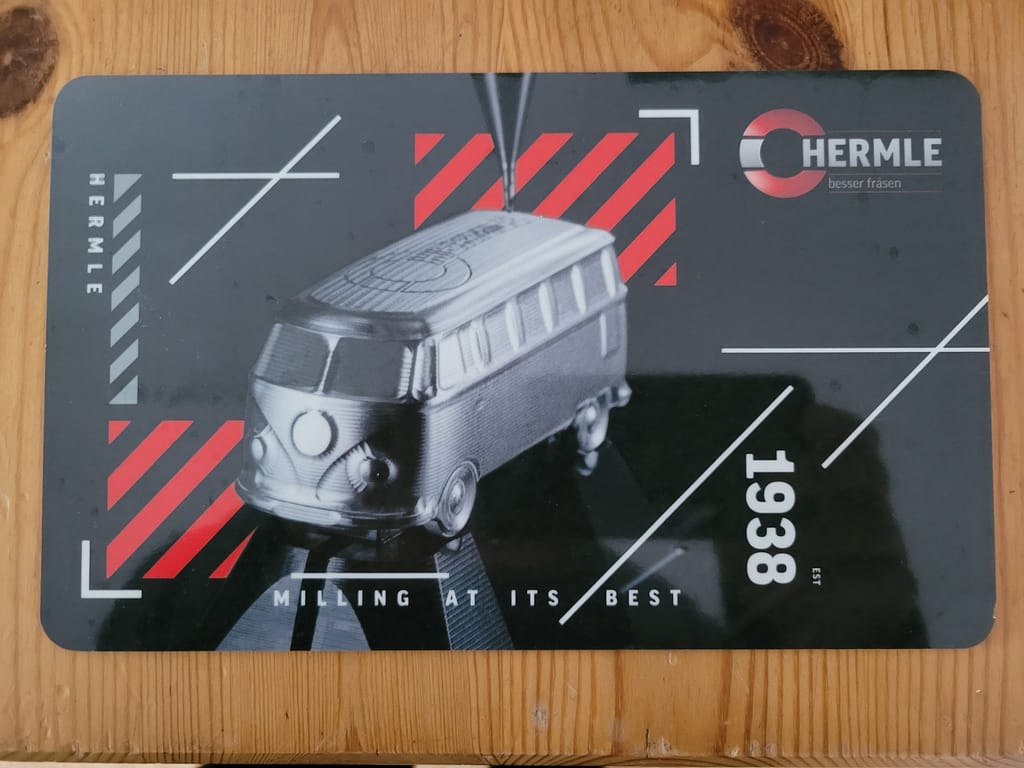 HERMLE
HERMLE
besser fräsen
1938
EST
MILLING AT ITS BEST